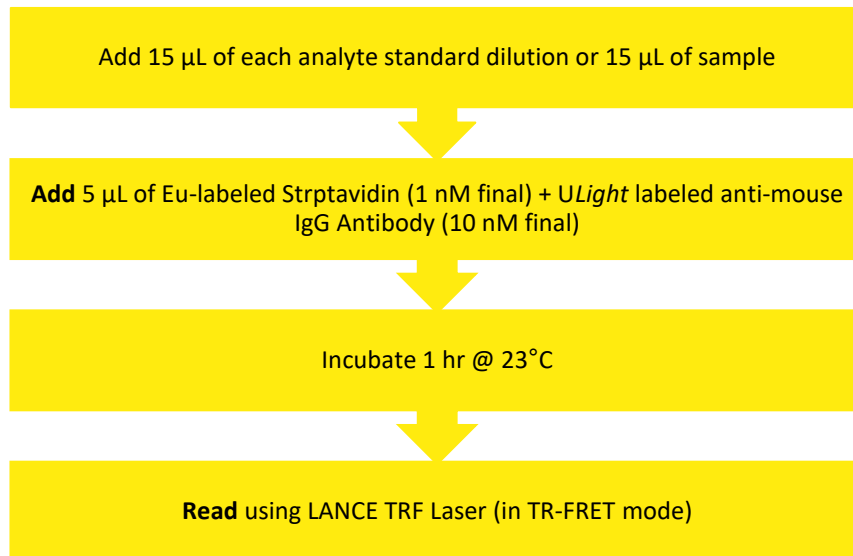 Add 15 µL of each analyte standard dilution or 15 µL of sample
Add 5 µL of Eu-labeled Strptavidin (1 nM final) + ULight labeled anti-mouse
IgG Antibody (10 nM final)
Incubate 1 hr @ 23°C
Read using LANCE TRF Laser (in TR-FRET mode)